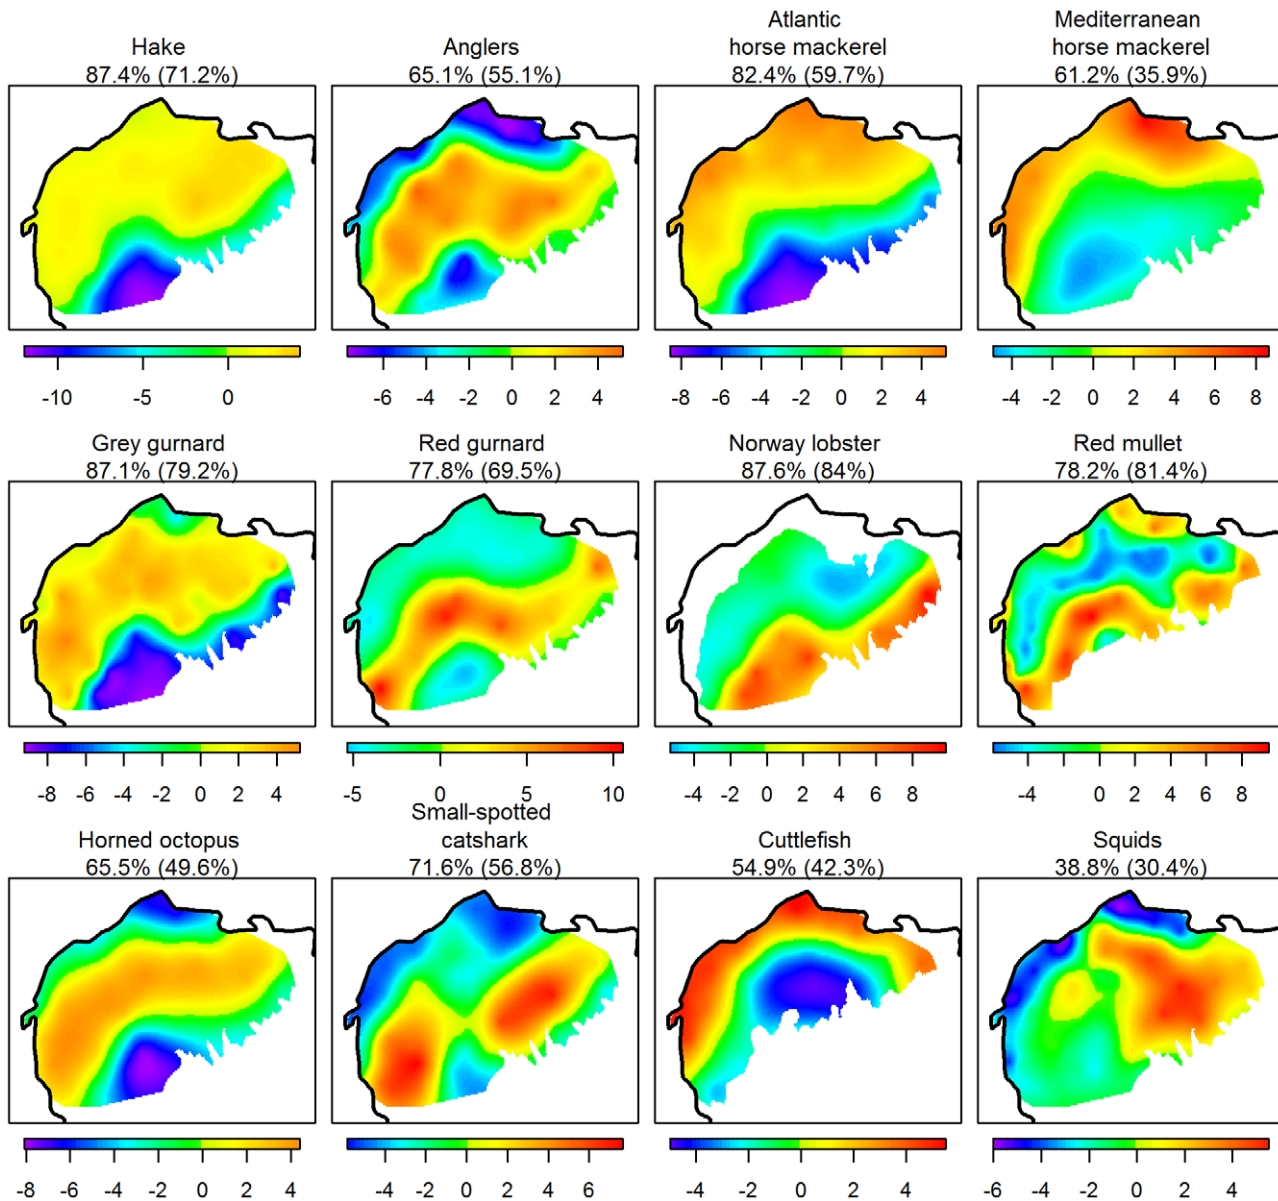 Hake
87.4% (71.2%)
Anglers
65.1% (55.1%)
Atlantic
horse mackerel
82.4% (59.7%)
Mediterranean
horse mackerel
61.2% (35.9%)
-10 -5 0
-6 -4 -2 0 2 4
-8 -6 -4 -2 0 2 4
-4 -2 0 2 4 6 8
Grey gurnard
87.1% (79.2%)
Red gurnard
77.8% (69.5%)
Norway lobster
87.6% (84%)
Red mullet
78.2% (81.4%)
-8 -6 -4 -2 0 2 4
-5 0 5 10
-4 -2 0 2 4 6 8
-4 0 2 4 6 8
Horned octopus
65.5% (49.6%)
Small-spotted
catshark
71.6% (56.8%)
Cuttlefish
54.9% (42.3%)
Squids
38.8% (30.4%)
-8 -6 -4 -2 0 2 4
-4 -2 0 2 4 6
-4 -2 0 2 4
-6 -4 -2 0 2 4